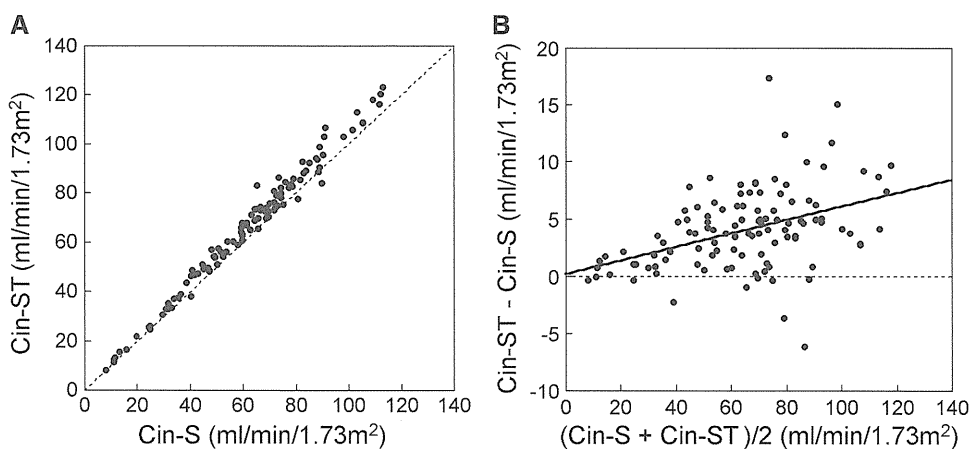 A
140
120
100
80
60
40
20
0
0 20 40 60 80 100 120 140
Cin-ST (ml/min/1.73m²)
Cin-S (ml/min/1.73m²)
B
20
15
10
5
0
-5
-10
0 20 40 60 80 100 120 140
Cin-ST - Cin-S (ml/min/1.73m²)
(Cin-S + Cin-ST )/2 (ml/min/1.73m²)